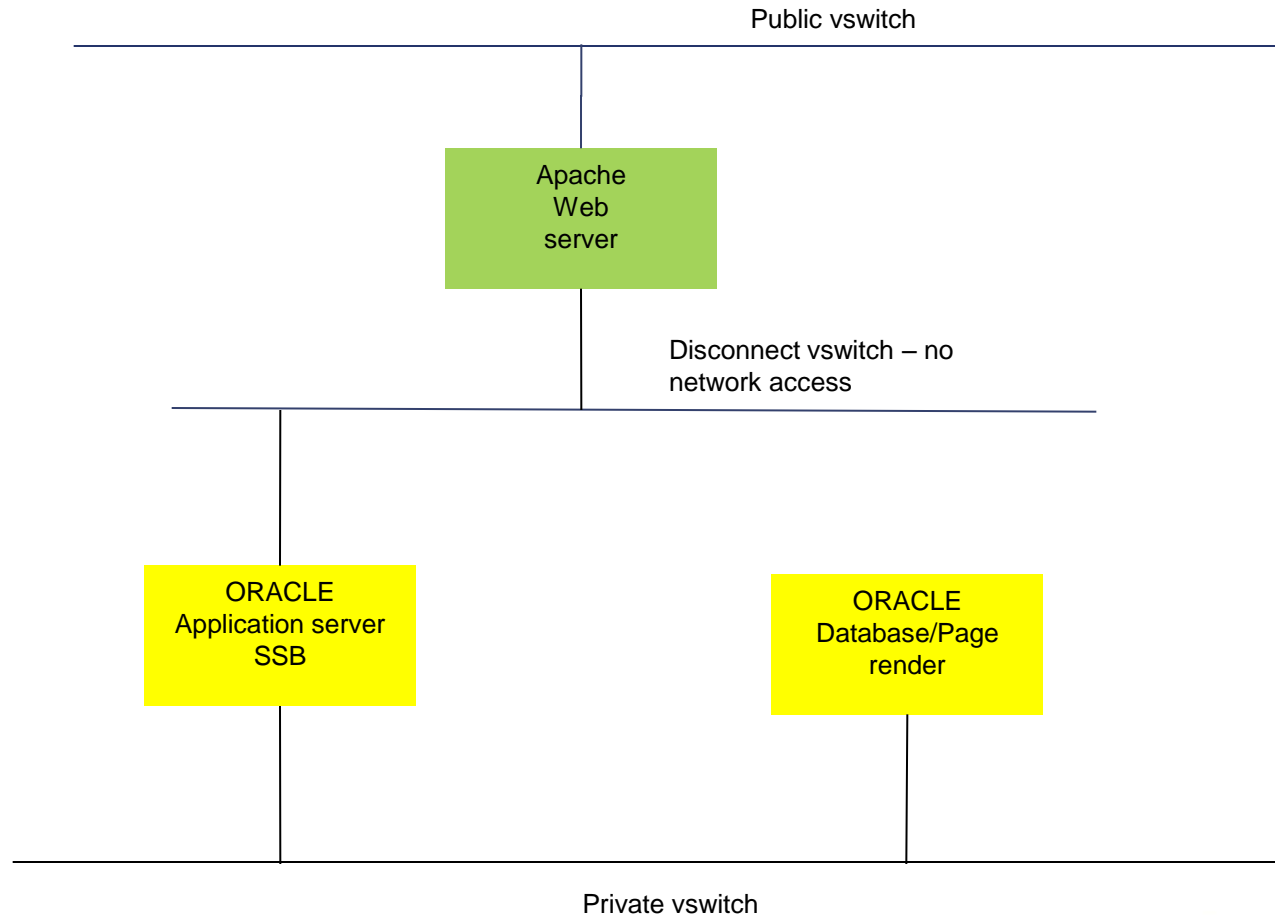 Public vswitch
Apache
Web
server
Disconnect vswitch – no
network access
ORACLE
Application server
SSB
ORACLE
Database/Page
render
Private vswitch